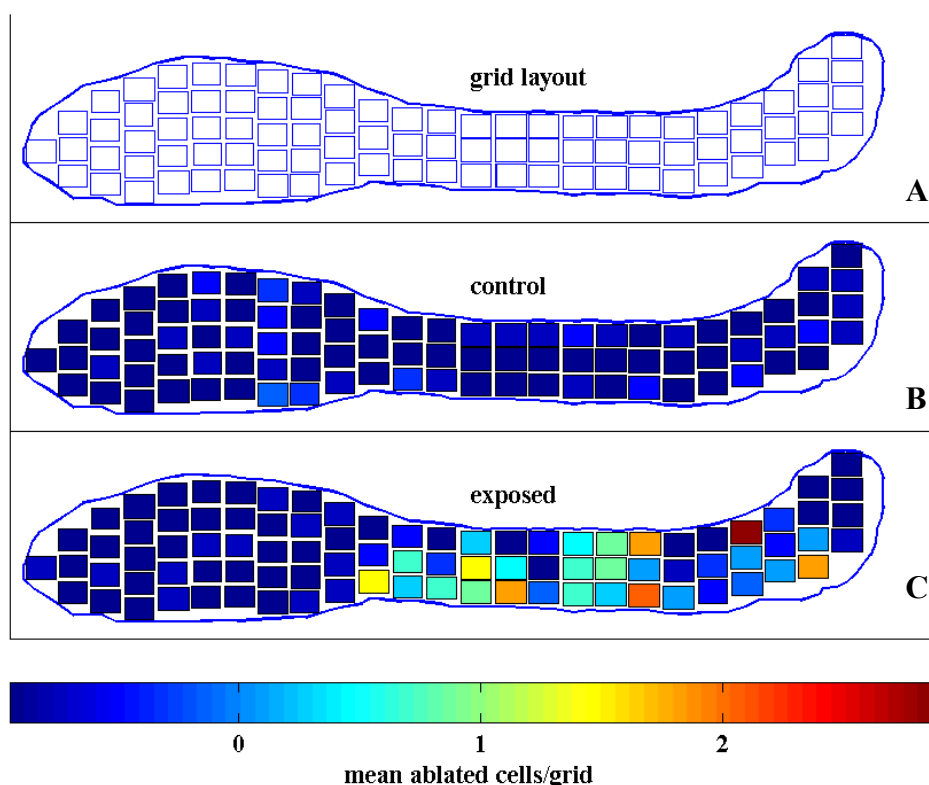 grid layout
A
control
B
exposed
C
0 1 2
mean ablated cells/grid